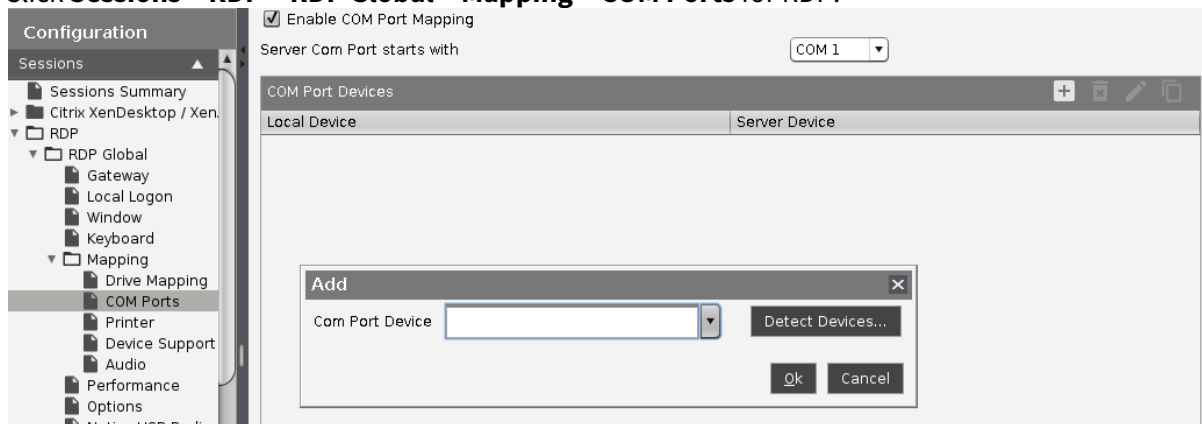 Configuration
Sessions
Sessions Summary
Citrix XenDesktop / Xen
RDP
RDP Global
Gateway
Local Logon
Window
Keyboard
Mapping
Drive Mapping
COM Ports
Printer
Device Support
Audio
Performance
Options
Enable COM Port Mapping
Server Com Port starts with
COM 1
COM Port Devices
Local Device Server Device
Add
Com Port Device
Detect Devices...
Ok Cancel